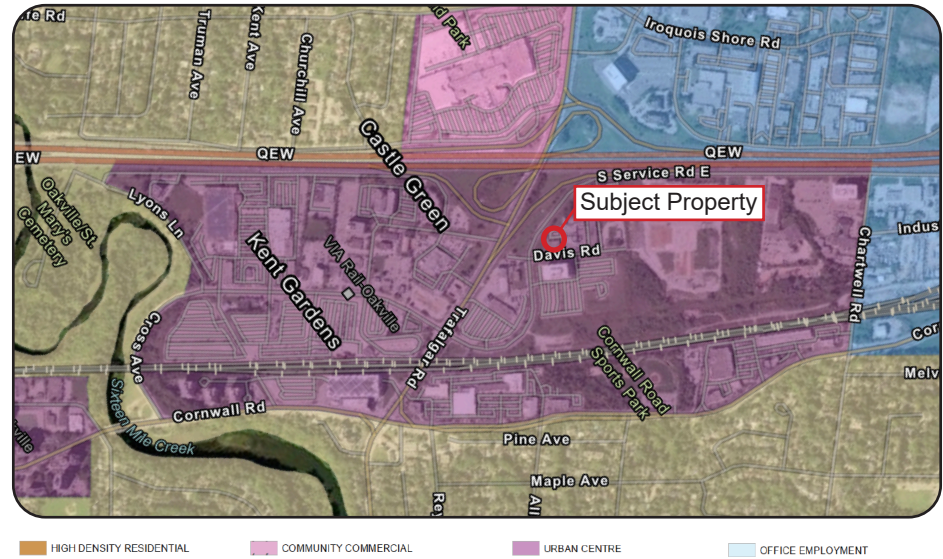 re Rd
Truman Ave
Kent Ave
Churchill Ave
d Park
Iroquois Shore Rd
EW
QEW
QEW
S Service Rd E
Castle Green
Subject Property
Oakville/St.
Mary's
Cemetery
Lyons Ln
Kent Gardens
VIA Rail-Oakville
Davis Rd
Indus
Chartwell Rd
Cross Ave
Trafalgar Rd
Cornwall Road
Sports Park
Cor
Melv
Sixteen Mile Creek
Cornwall Rd
ville
Pine Ave
Maple Ave
Rey
All
HIGH DENSITY RESIDENTIAL
COMMUNITY COMMERCIAL
URBAN CENTRE
OFFICE EMPLOYMENT